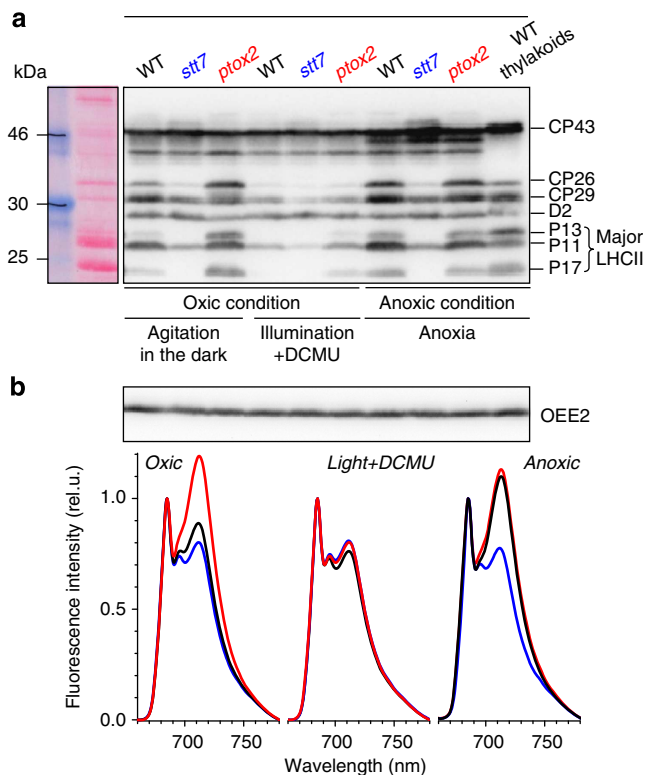 a
kDa
WT
stt7
ptox2
WT
stt7
ptox2
WT
stt7
ptox2
WT
thylakoids
46
30
25
CP43
CP26
CP29
D2
P13
P11
P17
Major
LHCII
Oxic condition
Anoxic condition
Agitation
in the dark
Illumination
+DCMU
Anoxia
b
OEE2
Oxic
Light+DCMU
Anoxic
Fluorescence intensity (rel.u.)
1.0
0.5
0.0
700 750
700 750
700 750
Wavelength (nm)